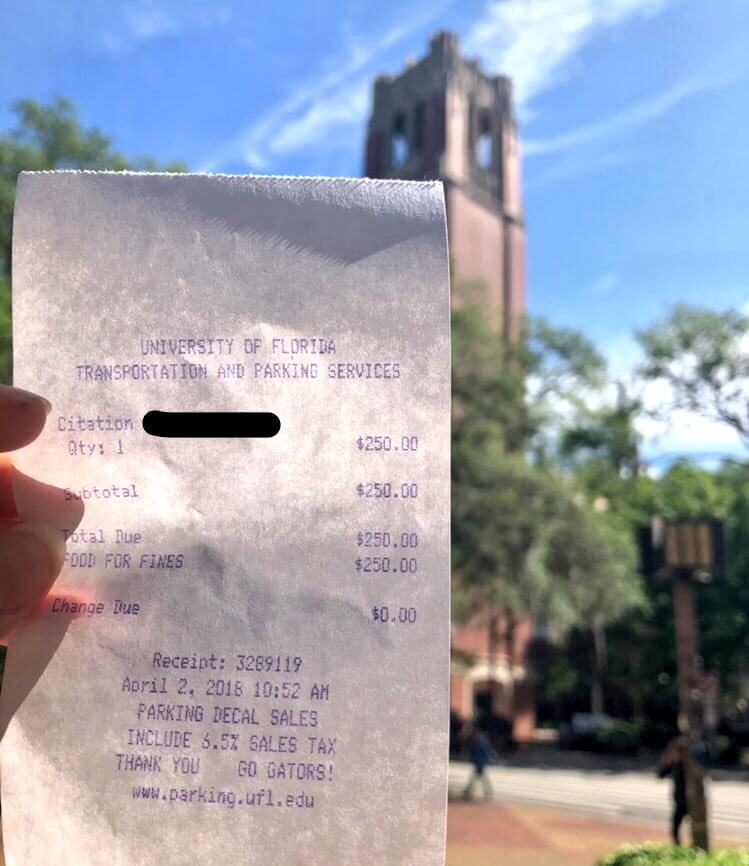 UNIVERSITY OF FLORIDA
TRANSPORTATION AND PARKING SERVICES
Citation
Qty: 1 $250.00
Subtotal $250.00
Total Due $250.00
FOOD FOR FINES $250.00
Change Due $0.00
Receipt: 3289119
April 2, 2018 10:52 AM
PARKING DECAL SALES
INCLUDE 6.5% SALES TAX
THANK YOU GO GATORS!
www.parking.ufl.edu